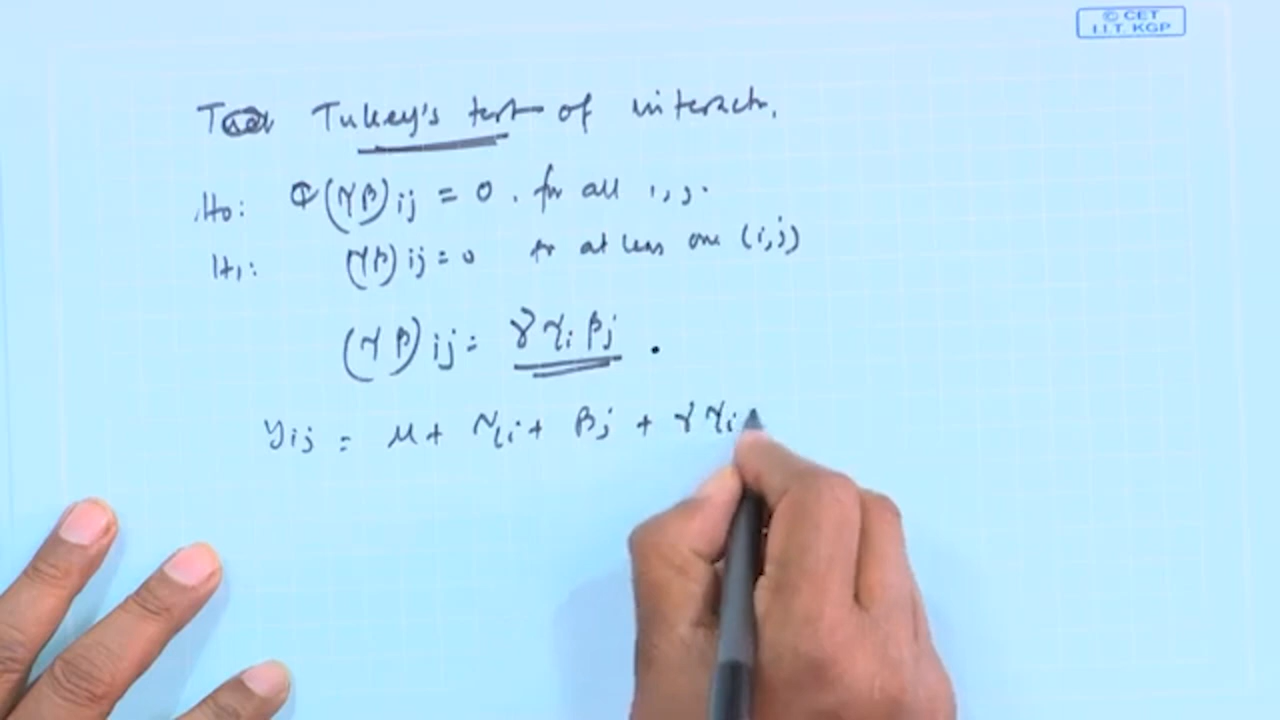 © CET
I.I.T. KGP
Tukey's test of interactn.
H₀: (τβ)ij = 0 . for all i, j.
H₁: (τβ)ij = 0 for at least one (i,j)
(τβ)ij = γ τi βj .
yij = μ + τi + βj + γ τi